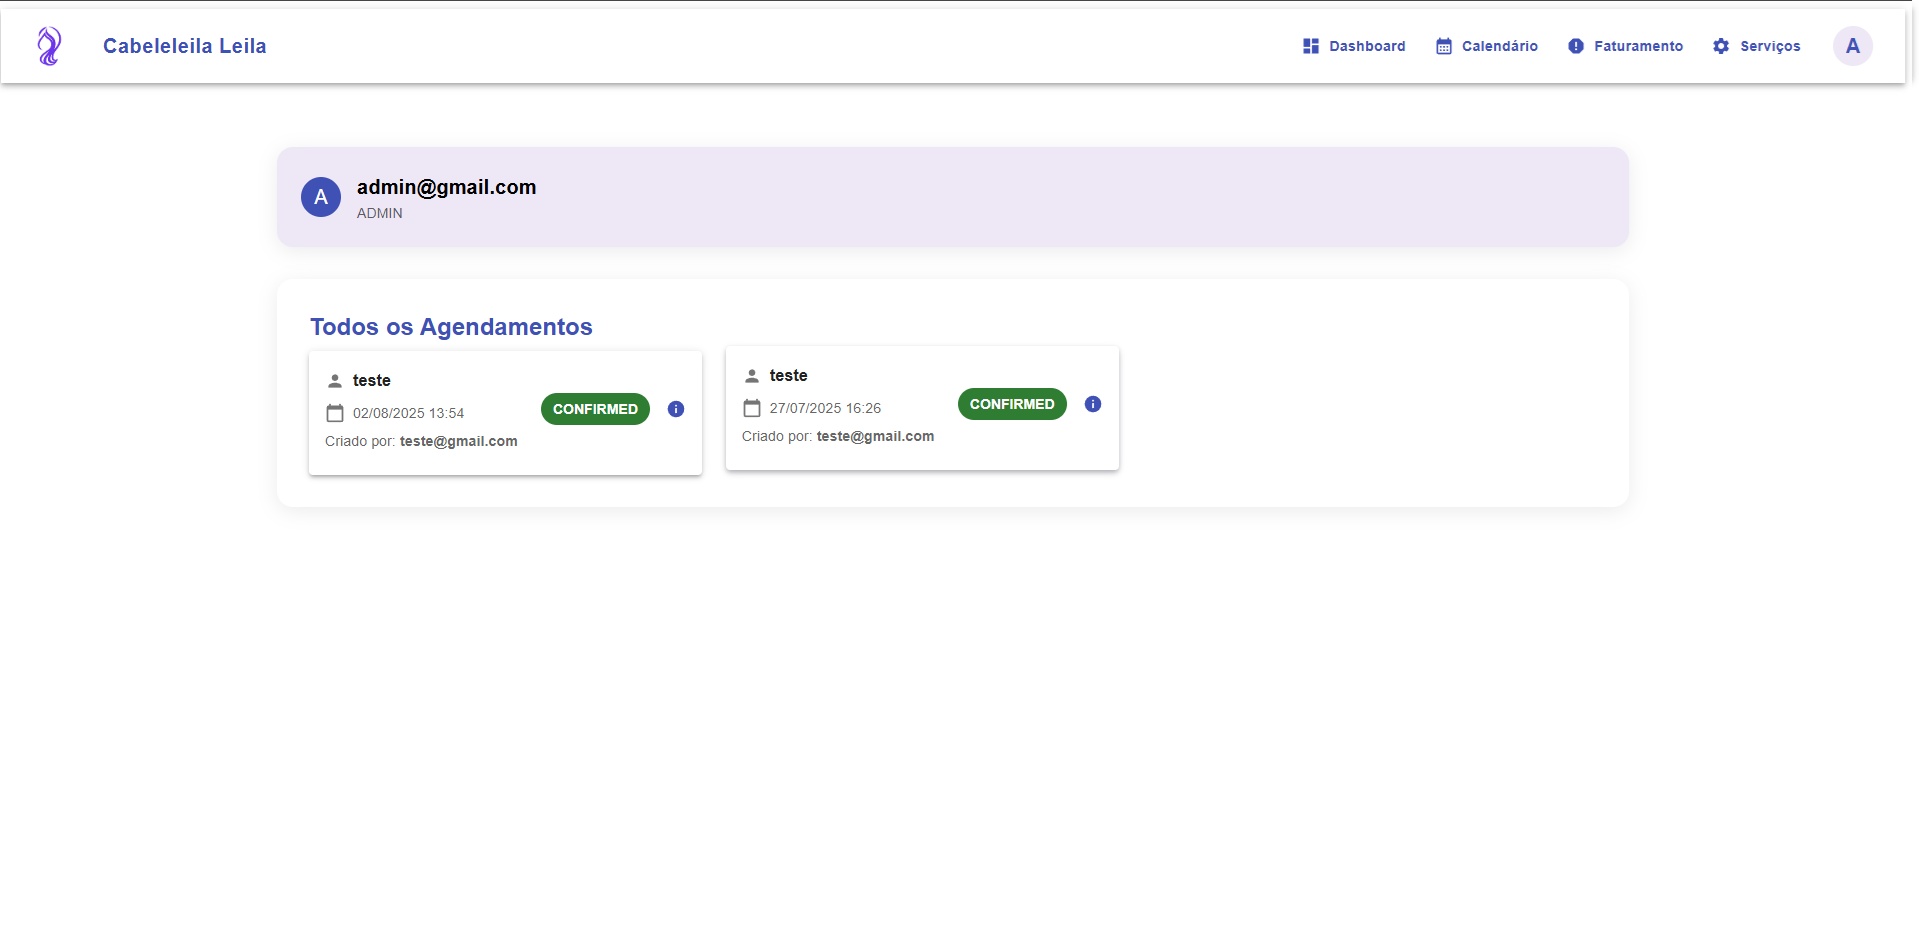 Cabeleleila Leila
Dashboard
Calendário
Faturamento
Serviços
A
A
admin@gmail.com
ADMIN
Todos os Agendamentos
teste
02/08/2025 13:54
Criado por: teste@gmail.com
CONFIRMED
teste
27/07/2025 16:26
Criado por: teste@gmail.com
CONFIRMED